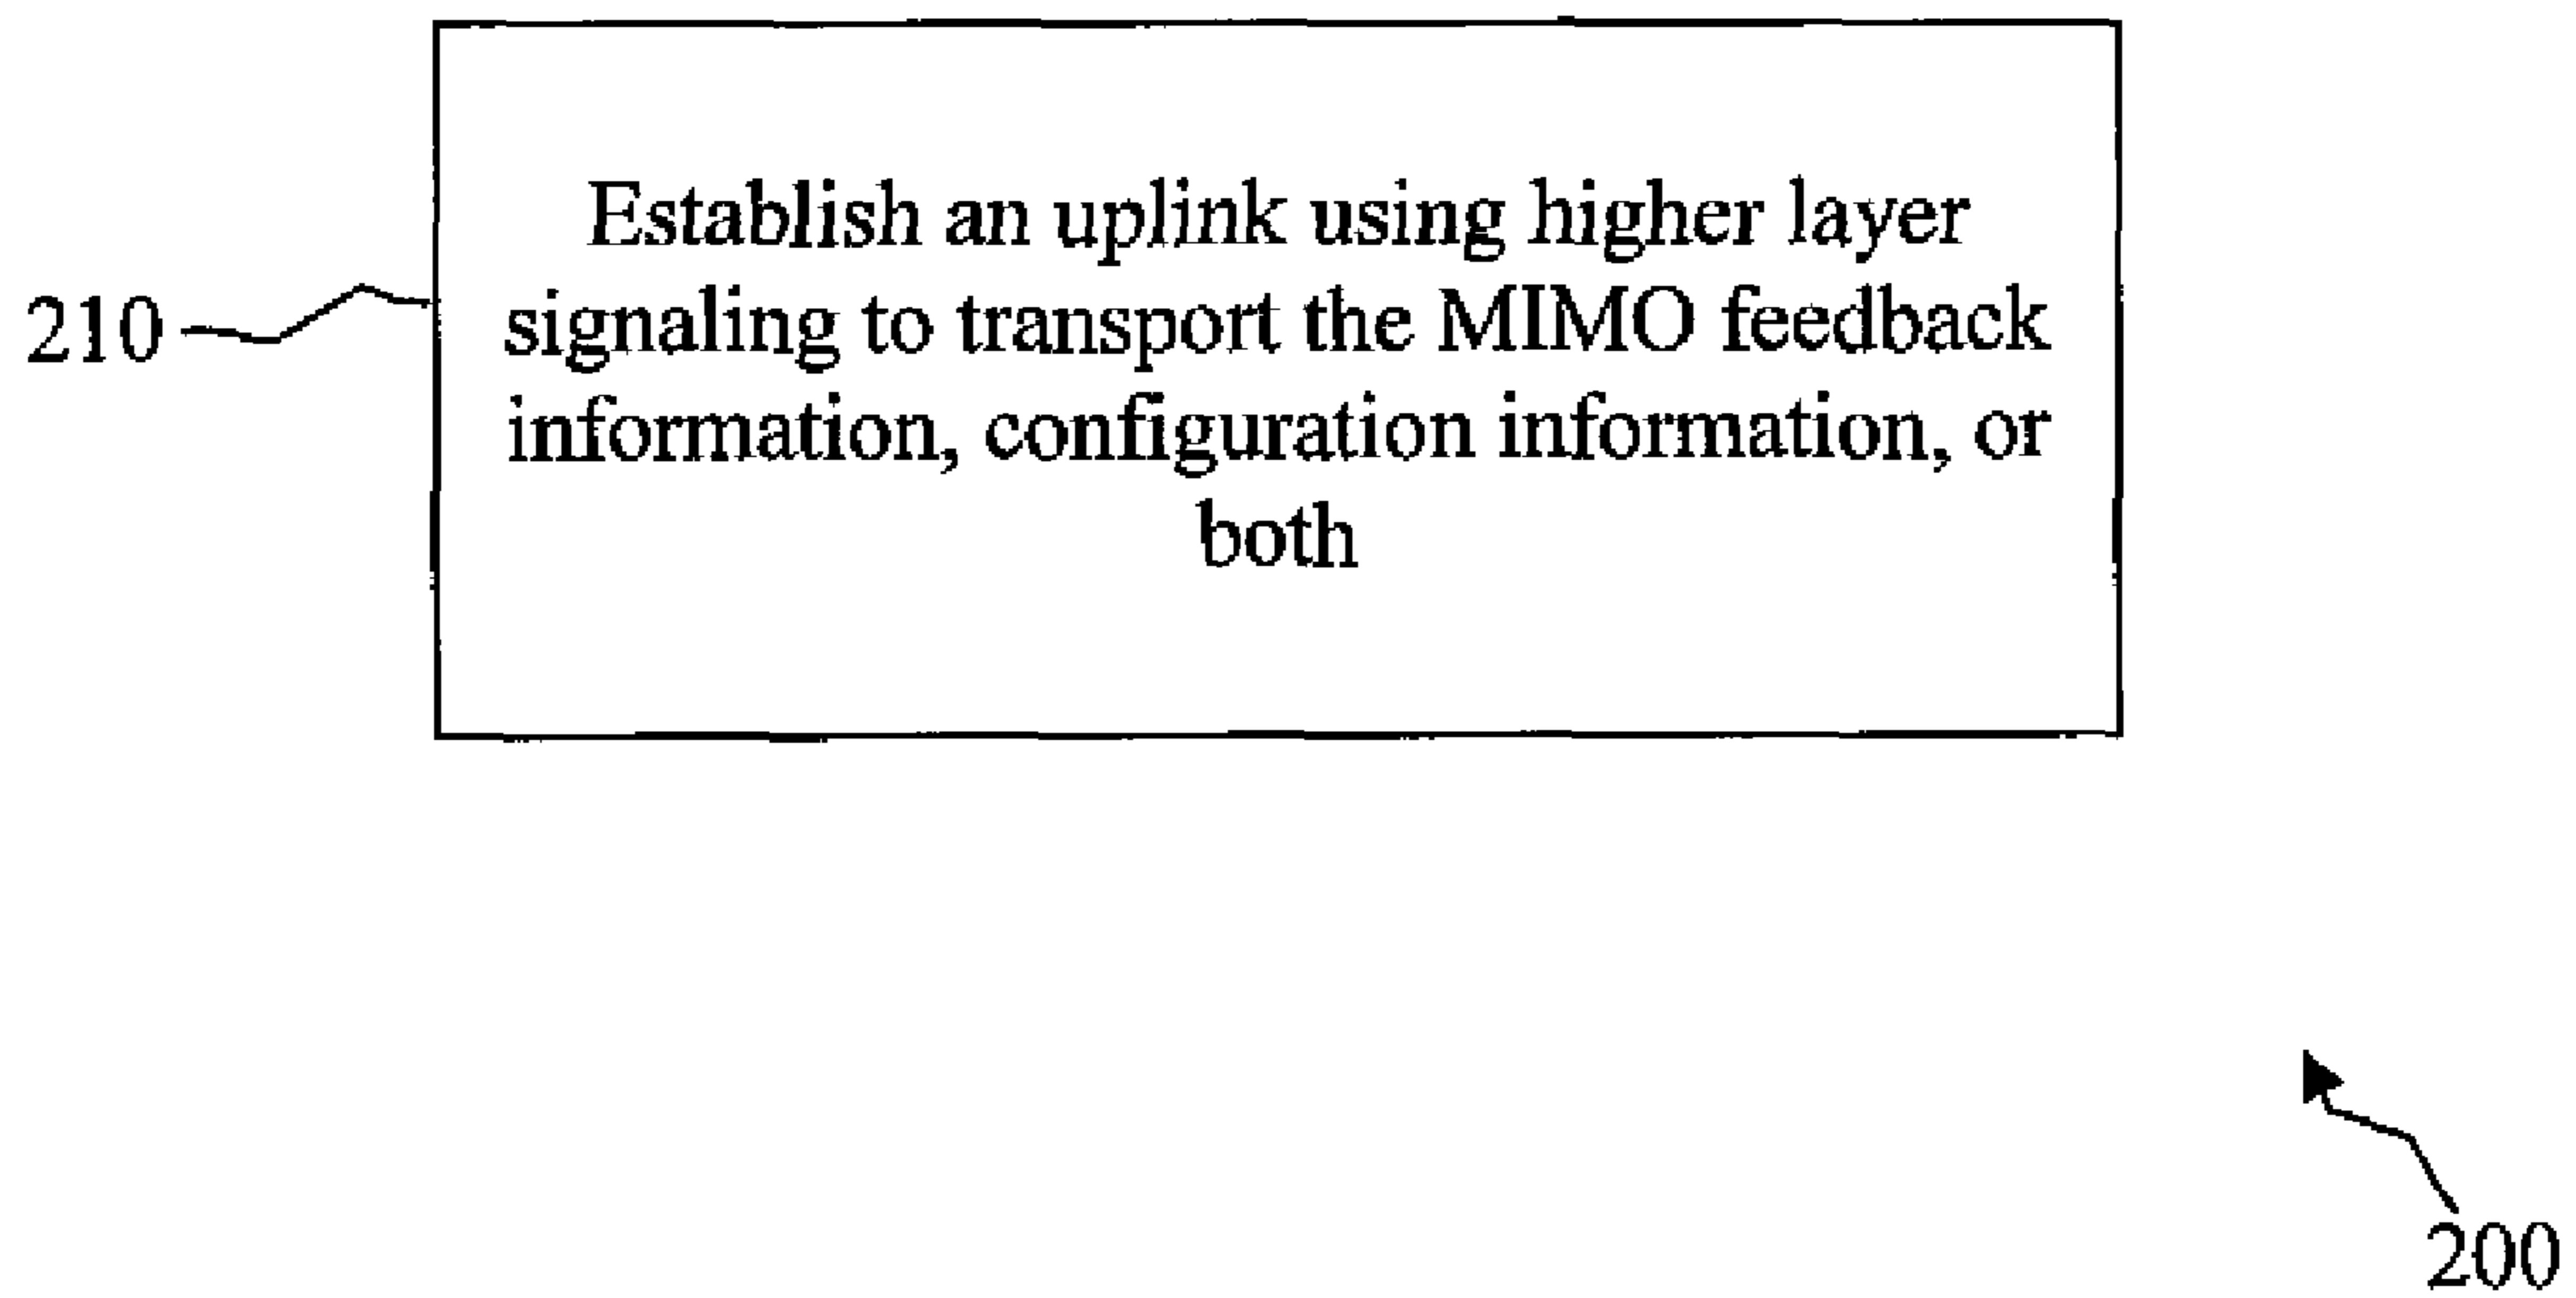 Establish an uplink using higher layer
210
signaling to transport the MIMO feedback
information, configuration information, or
both
200